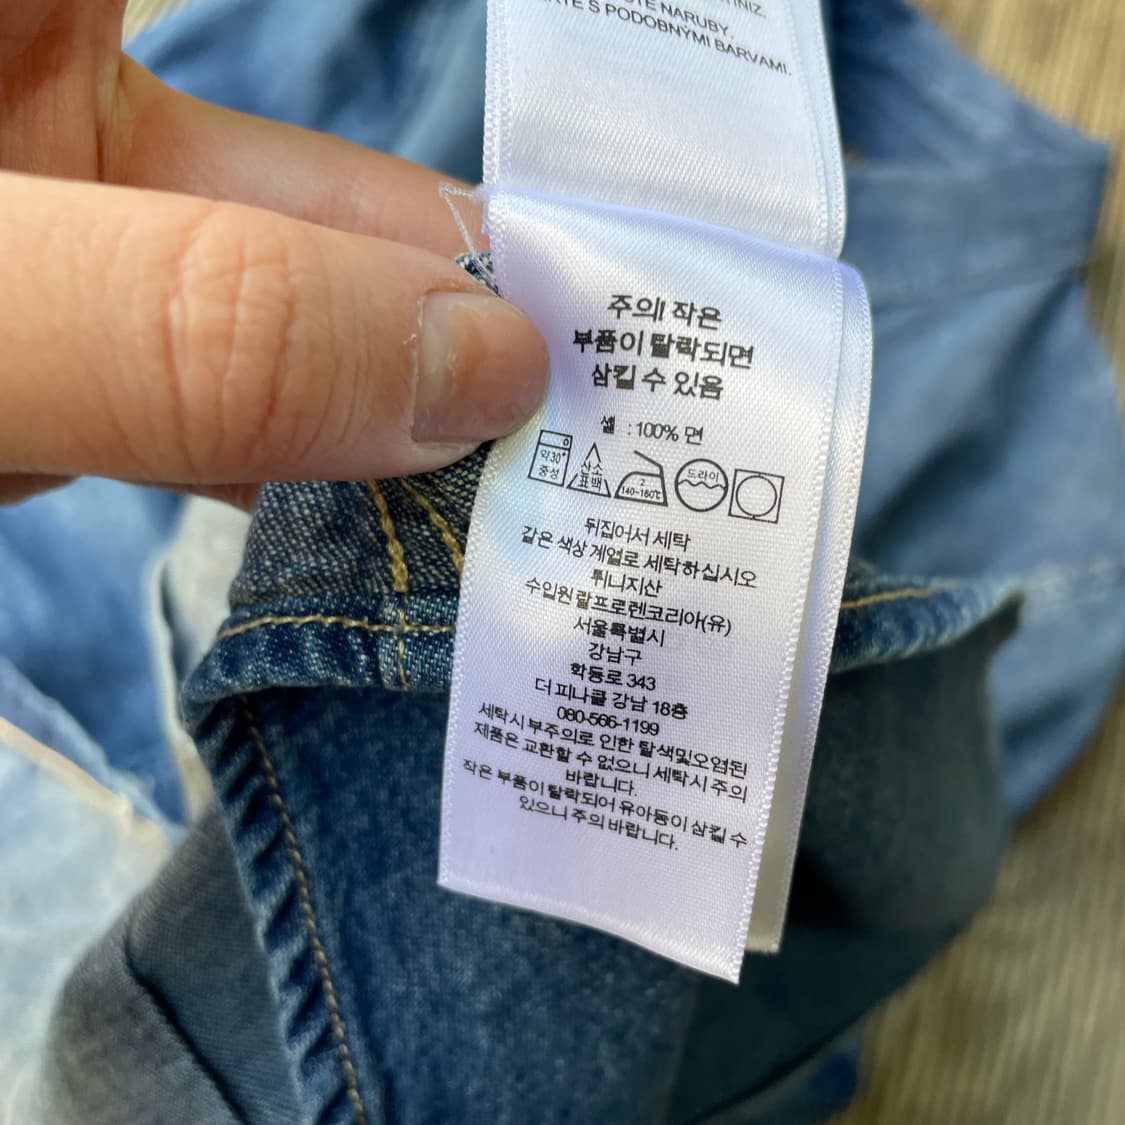 NARUBY.
S PODOBNÝMI BARVAMI.
주의! 작은
부품이 탈락되면
삼킬 수 있음
쉘 : 100% 면
약30°
중성
산소
표백
2
140~160℃
드라이
뒤집어서 세탁
같은 색상 계열로 세탁하십시오
튀니지산
수입원 랄프로렌코리아(유)
서울특별시
강남구
학동로 343
더 피나클 강남 18층
080-566-1199
세탁시 부주의로 인한 탈색및오염된
제품은 교환할 수 없으니 세탁시 주의
바랍니다.
작은 부품이 탈락되어 유아동이 삼킬 수
있으니 주의 바랍니다.